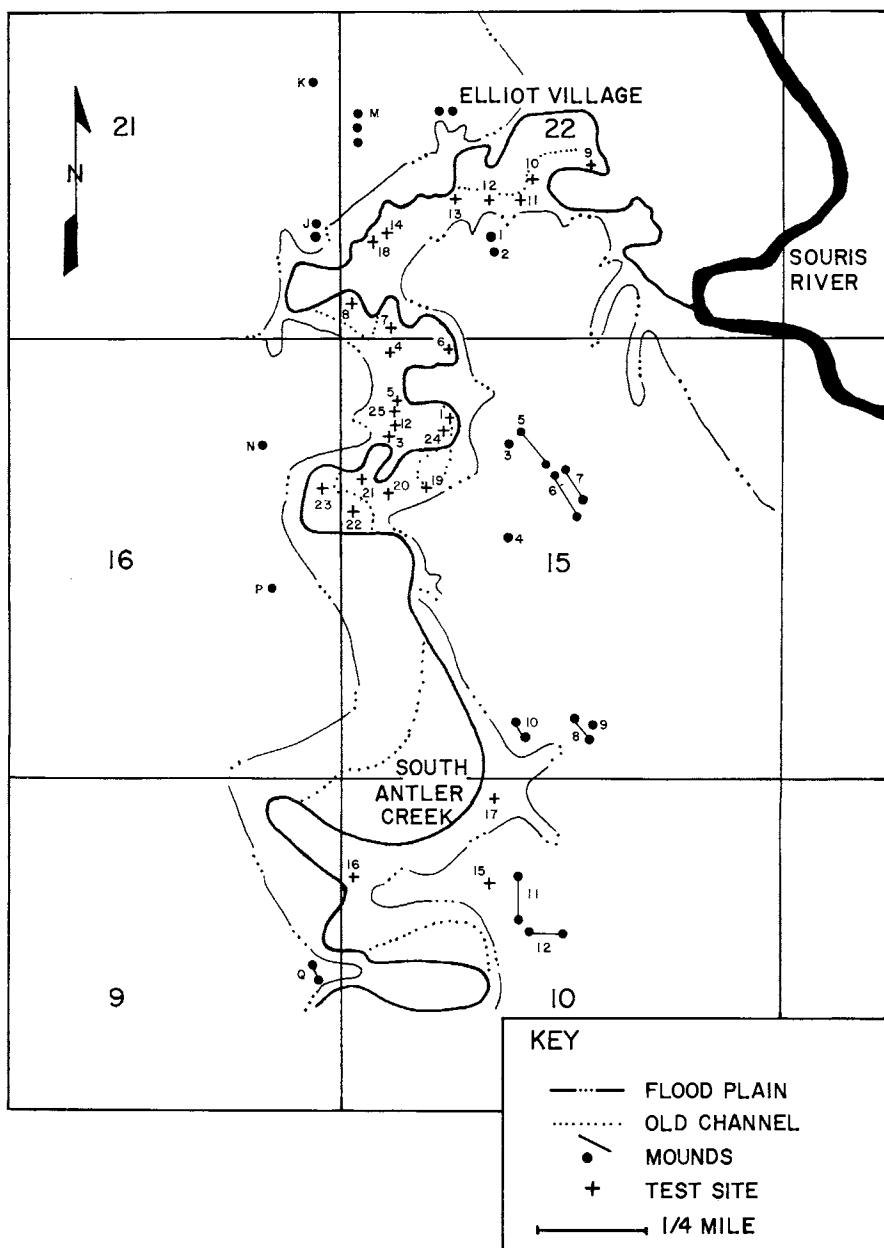 K
ELLIOT VILLAGE
21
M
22
N
9
10
12
11
13
J
14
18
1
2
SOURIS
RIVER
8
7
4
6
5
25
12
3
1
24
5
3
N
7
6
21
20
19
23
22
4
16
15
P
10
9
8
SOUTH
ANTLER
CREEK
17
16
15
11
12
Q
9
10
KEY
FLOOD PLAIN
OLD CHANNEL
MOUNDS
TEST SITE
1/4 MILE